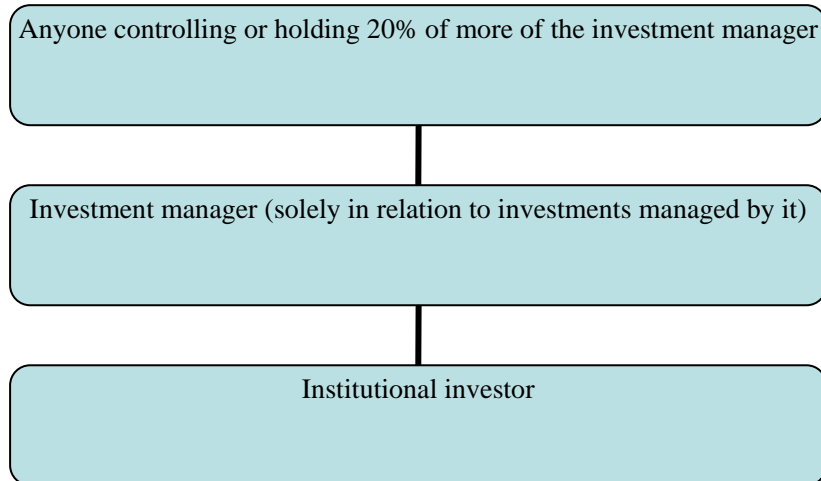 Anyone controlling or holding 20% of more of the investment manager
Investment manager (solely in relation to investments managed by it)
Institutional investor